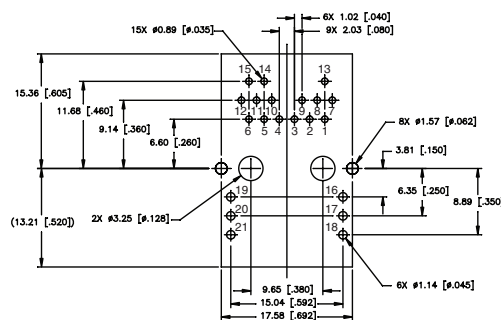 6X 1.02 [.040]
15X ø0.89 [ø.035]
9X 2.03 [.080]
15 14 13
15.36 [.605]
11.68 [.460]
12 11 10 9 8 7
9.14 [.360]
6 5 4 3 2 1
8X ø1.57 [ø.062]
6.60 [.260]
3.81 [.150]
19 16
6.35 [.250]
2X ø3.25 [ø.128]
20 17
8.89 [.350
(13.21 [.520])
21 18
6X ø1.14 [ø.045]
9.65 [.380]
15.04 [.592]
17.58 [.692]